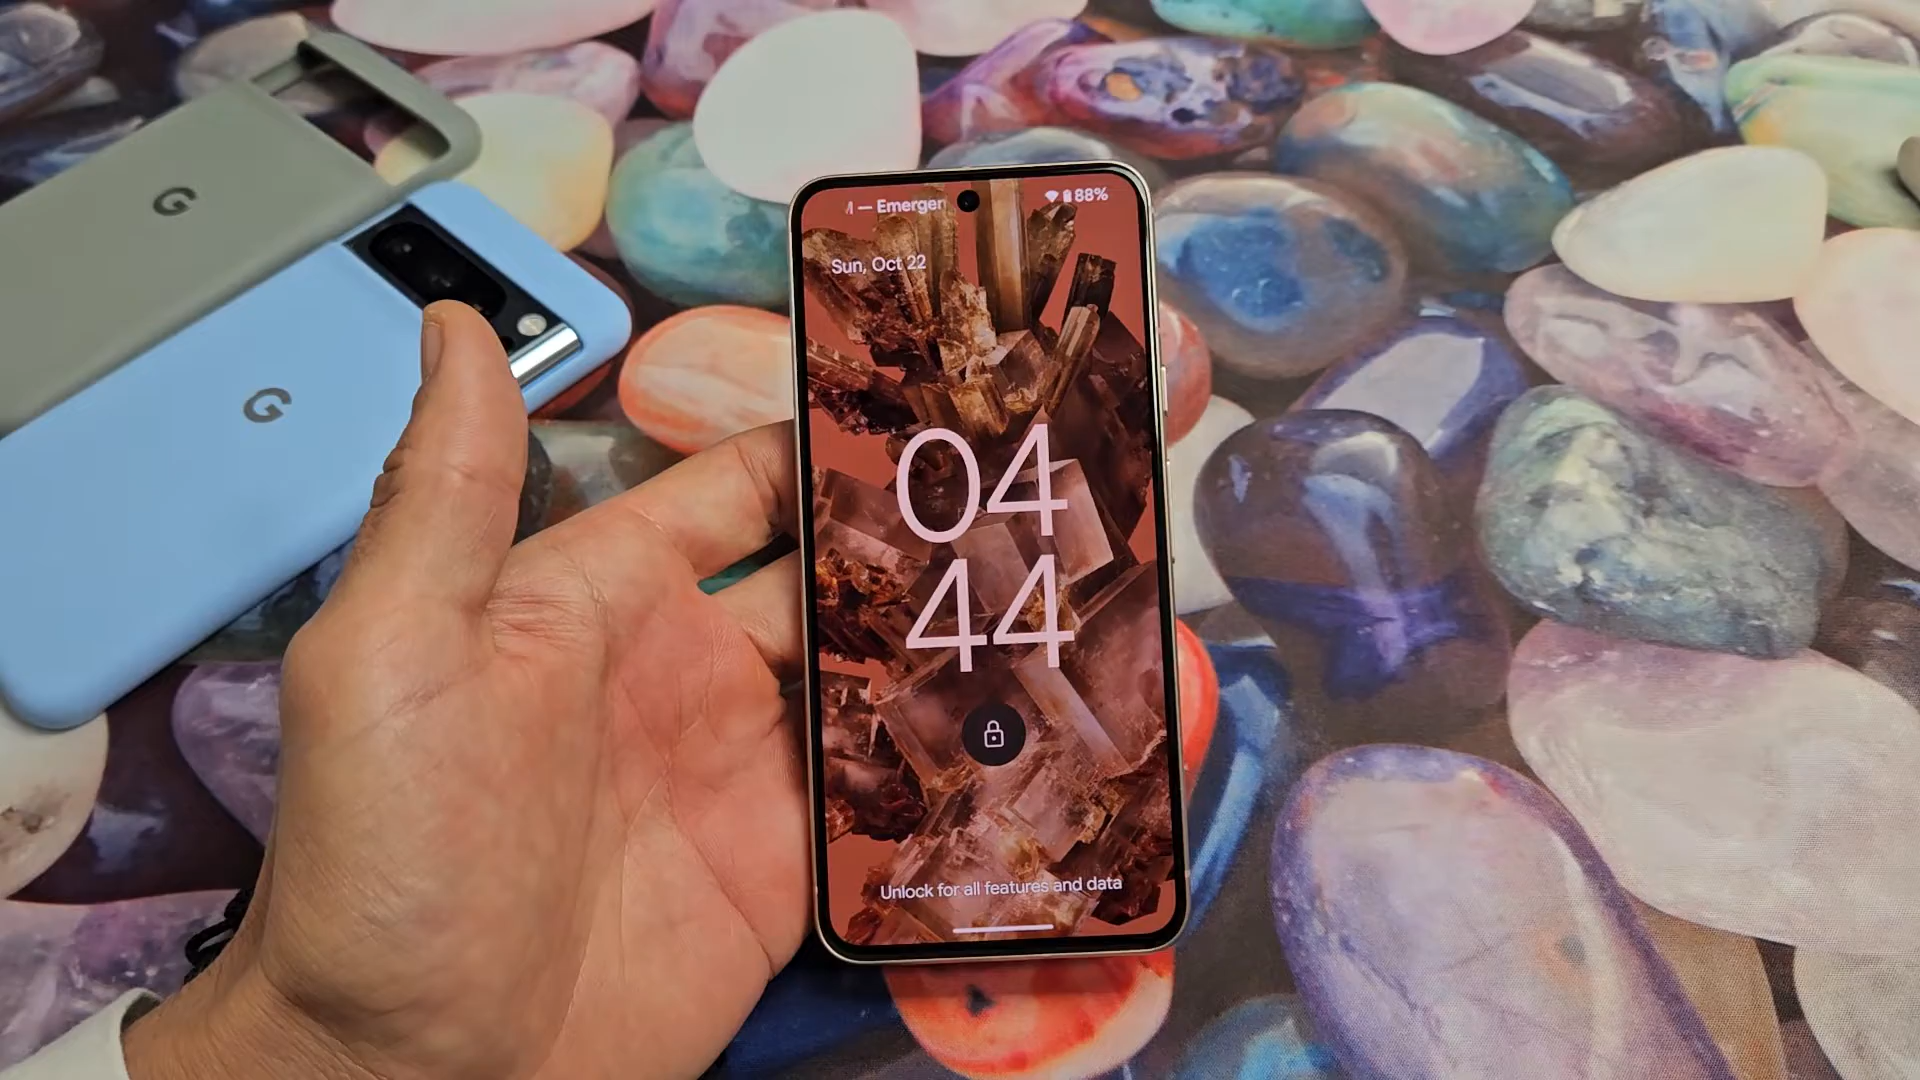 — Emergen
88%
Sun, Oct 22
04
44
Unlock for all features and data
G
G